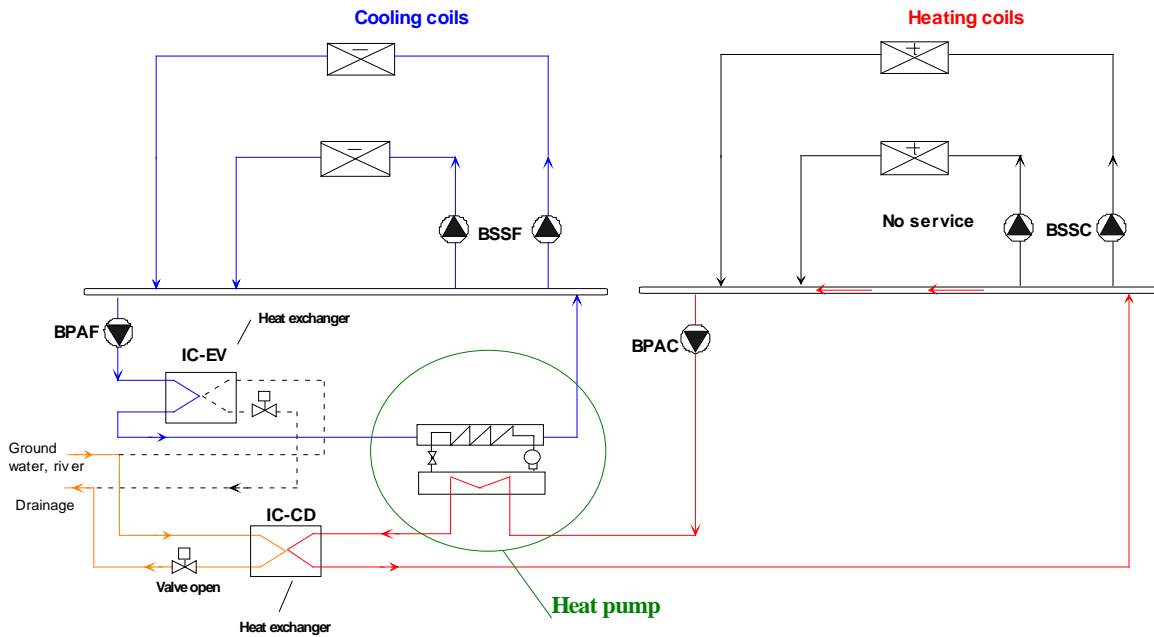 Cooling coils
Heating coils
No service
BSSF
BSSC
BPAF
Heat exchanger
BPAC
IC-EV
Ground
water, river
Drainage
IC-CD
Valve open
Heat pump
Heat exchanger